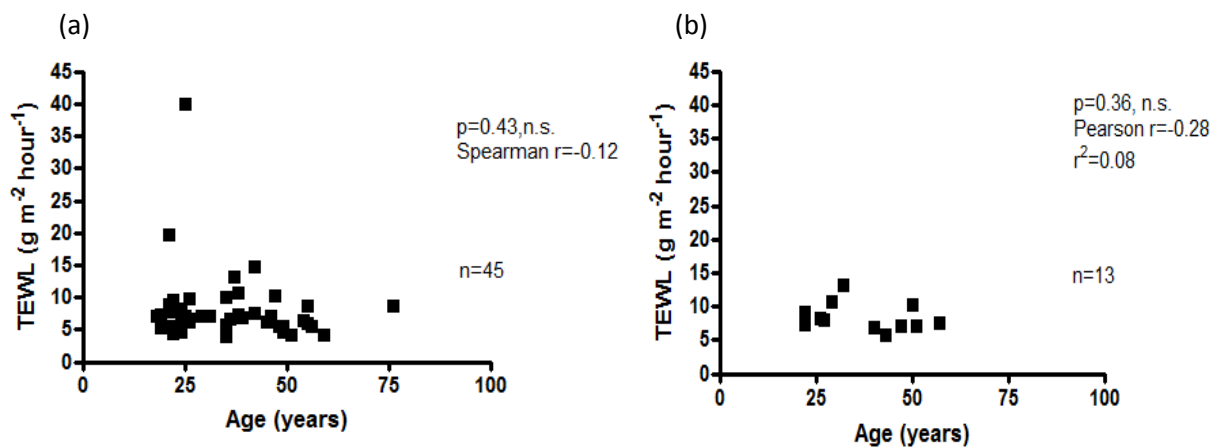 (a)
45
40
35
30
25
20
15
10
5
0
TEWL (g m⁻² hour⁻¹)
0 25 50 75 100
Age (years)
p=0.43,n.s.
Spearman r=-0.12
n=45
(b)
45
40
35
30
25
20
15
10
5
0
TEWL (g m⁻² hour⁻¹)
0 25 50 75 100
Age (years)
p=0.36, n.s.
Pearson r=-0.28
r²=0.08
n=13